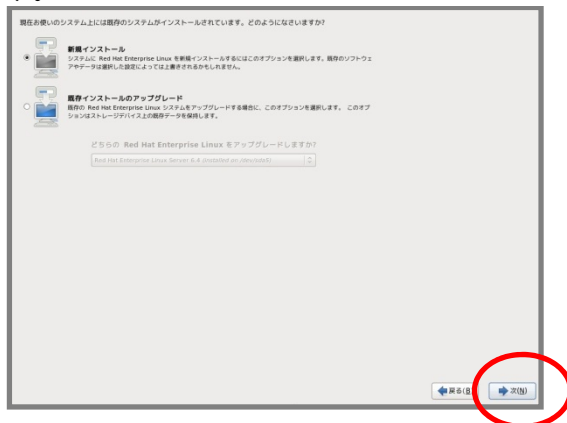 現在お使いのシステム上には既存のシステムがインストールされています。どのようになさいますか?
新規インストール
システムに Red Hat Enterprise Linux を新規インストールするにはこのオプションを選択します。既存のソフトウェ
アやデータは選択した設定によっては上書きされるかもしれません。
既存インストールのアップグレード
既存の Red Hat Enterprise Linux システムをアップグレードする場合に、このオプションを選択します。 このオプ
ションはストレージデバイス上の既存データを保持します。
どちらの Red Hat Enterprise Linux をアップグレードしますか?
Red Hat Enterprise Linux Server 6.4 (installed on /dev/sda5)
戻る(B)
次(N)